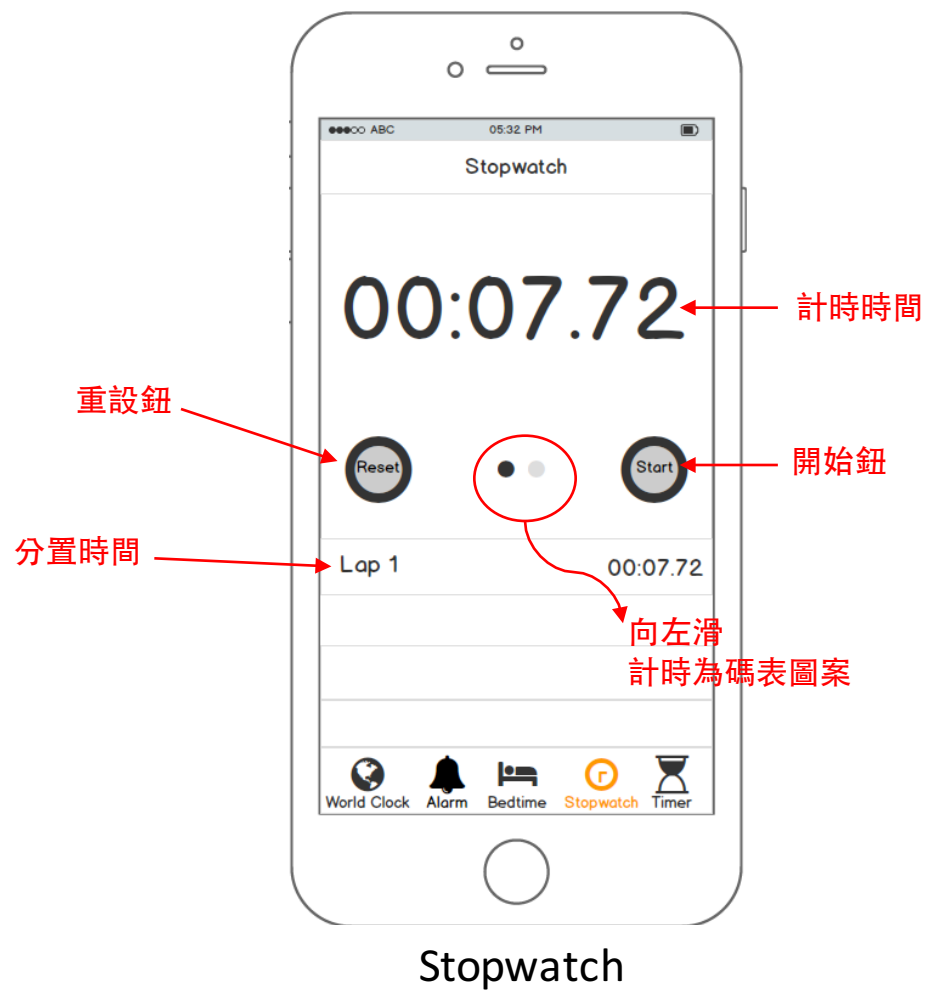 ABC 05:32 PM
Stopwatch
00:07.72
計時時間
重設鈕
Reset
Start
開始鈕
分置時間
Lap 1 00:07.72
向左滑
計時為碼表圖案
World Clock Alarm Bedtime Stopwatch Timer
Stopwatch